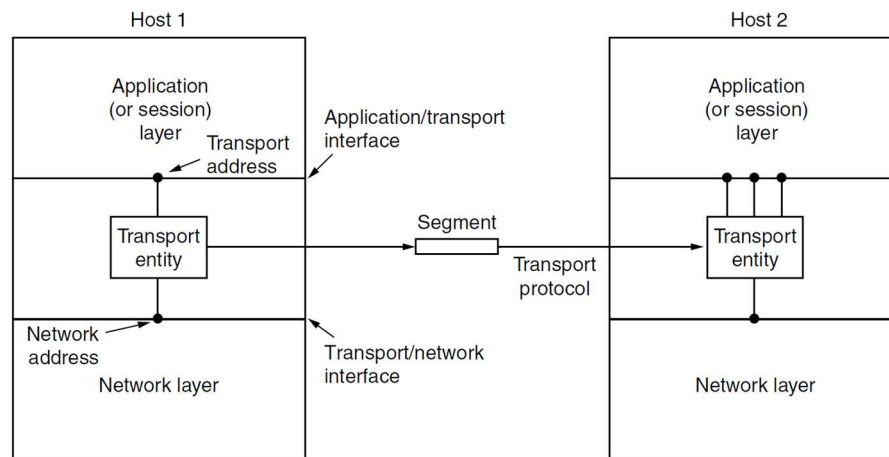 Host 1
Host 2
Application
(or session)
layer
Transport
address
Application/transport
interface
Application
(or session)
layer
Transport
entity
Segment
Transport
protocol
Transport
entity
Network
address
Transport/network
interface
Network layer
Network layer